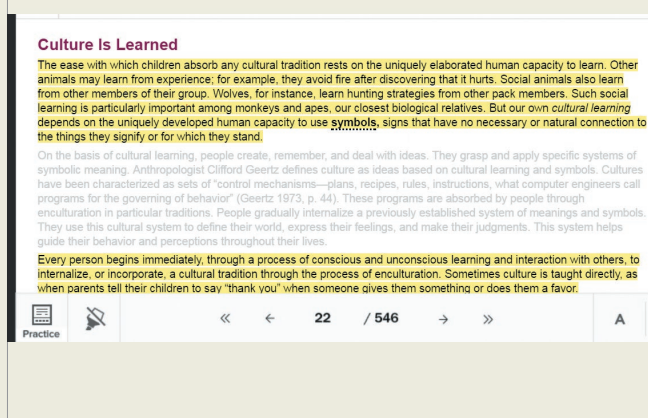 Culture Is Learned
The ease with which children absorb any cultural tradition rests on the uniquely elaborated human capacity to learn. Other
animals may learn from experience; for example, they avoid fire after discovering that it hurts. Social animals also learn
from other members of their group. Wolves, for instance, learn hunting strategies from other pack members. Such social
learning is particularly important among monkeys and apes, our closest biological relatives. But our own cultural learning
depends on the uniquely developed human capacity to use symbols, signs that have no necessary or natural connection to
the things they signify or for which they stand.
On the basis of cultural learning, people create, remember, and deal with ideas. They grasp and apply specific systems of
symbolic meaning. Anthropologist Clifford Geertz defines culture as ideas based on cultural learning and symbols. Cultures
have been characterized as sets of "control mechanisms—plans, recipes, rules, instructions, what computer engineers call
programs for the governing of behavior" (Geertz 1973, p. 44). These programs are absorbed by people through
enculturation in particular traditions. People gradually internalize a previously established system of meanings and symbols.
They use this cultural system to define their world, express their feelings, and make their judgments. This system helps
guide their behavior and perceptions throughout their lives.
Every person begins immediately, through a process of conscious and unconscious learning and interaction with others, to
internalize, or incorporate, a cultural tradition through the process of enculturation. Sometimes culture is taught directly, as
when parents tell their children to say "thank you" when someone gives them something or does them a favor.
Practice « ← 22 / 546 → » A